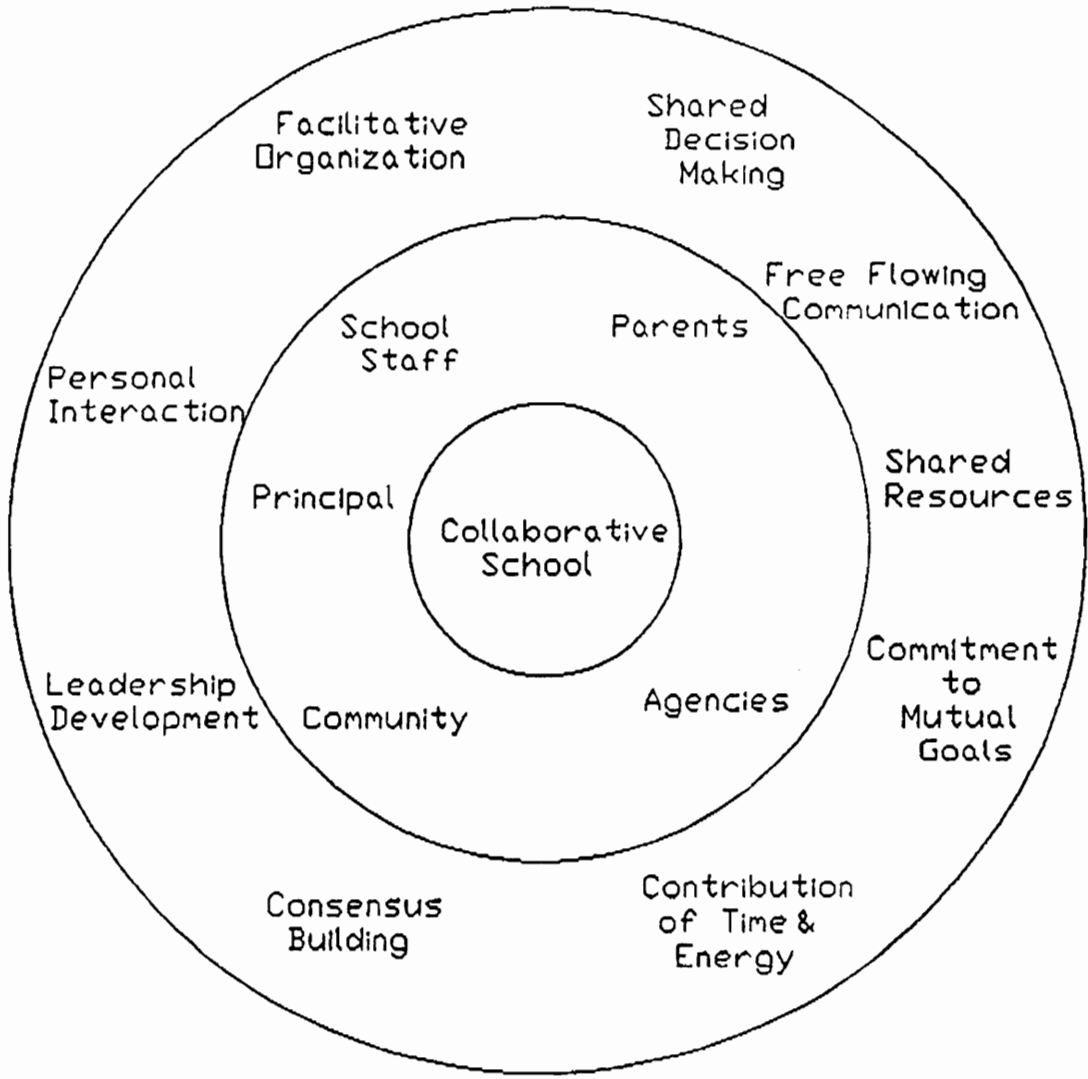 Facilitative
Organization
Shared
Decision
Making
Free Flowing
Communication
School
Staff
Parents
Personal
Interaction
Shared
Resources
Principal
Collaborative
School
Commitment
to
Mutual
Goals
Leadership
Development
Community
Agencies
Consensus
Building
Contribution
of Time &
Energy